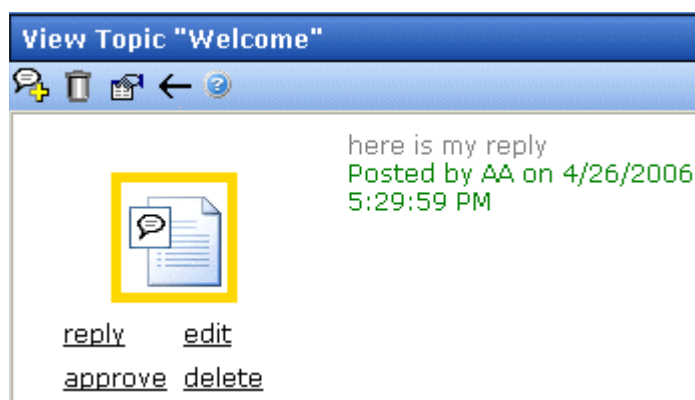 View Topic "Welcome"
here is my reply
Posted by AA on 4/26/2006
5:29:59 PM
reply edit
approve delete